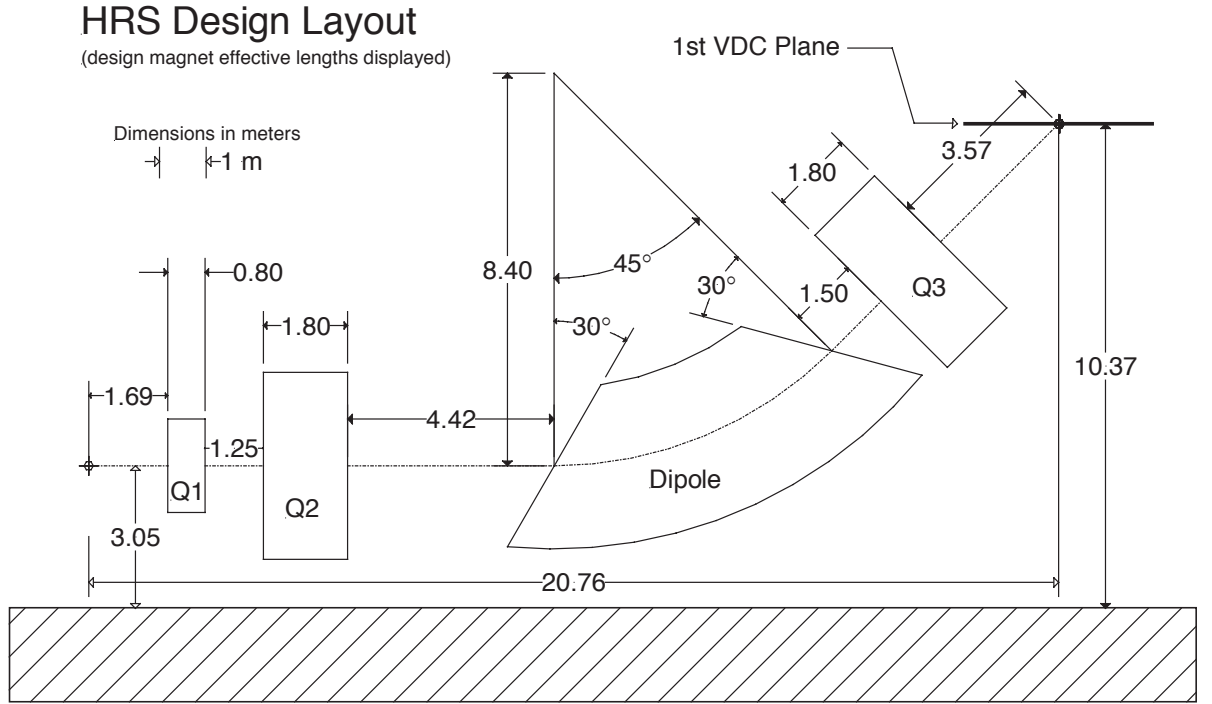 HRS Design Layout
(design magnet effective lengths displayed)
1st VDC Plane
Dimensions in meters
1 m
3.57
1.80
8.40
45°
0.80
30°
1.50
Q3
1.80
30°
10.37
1.69
4.42
1.25
Dipole
Q1
Q2
3.05
20.76